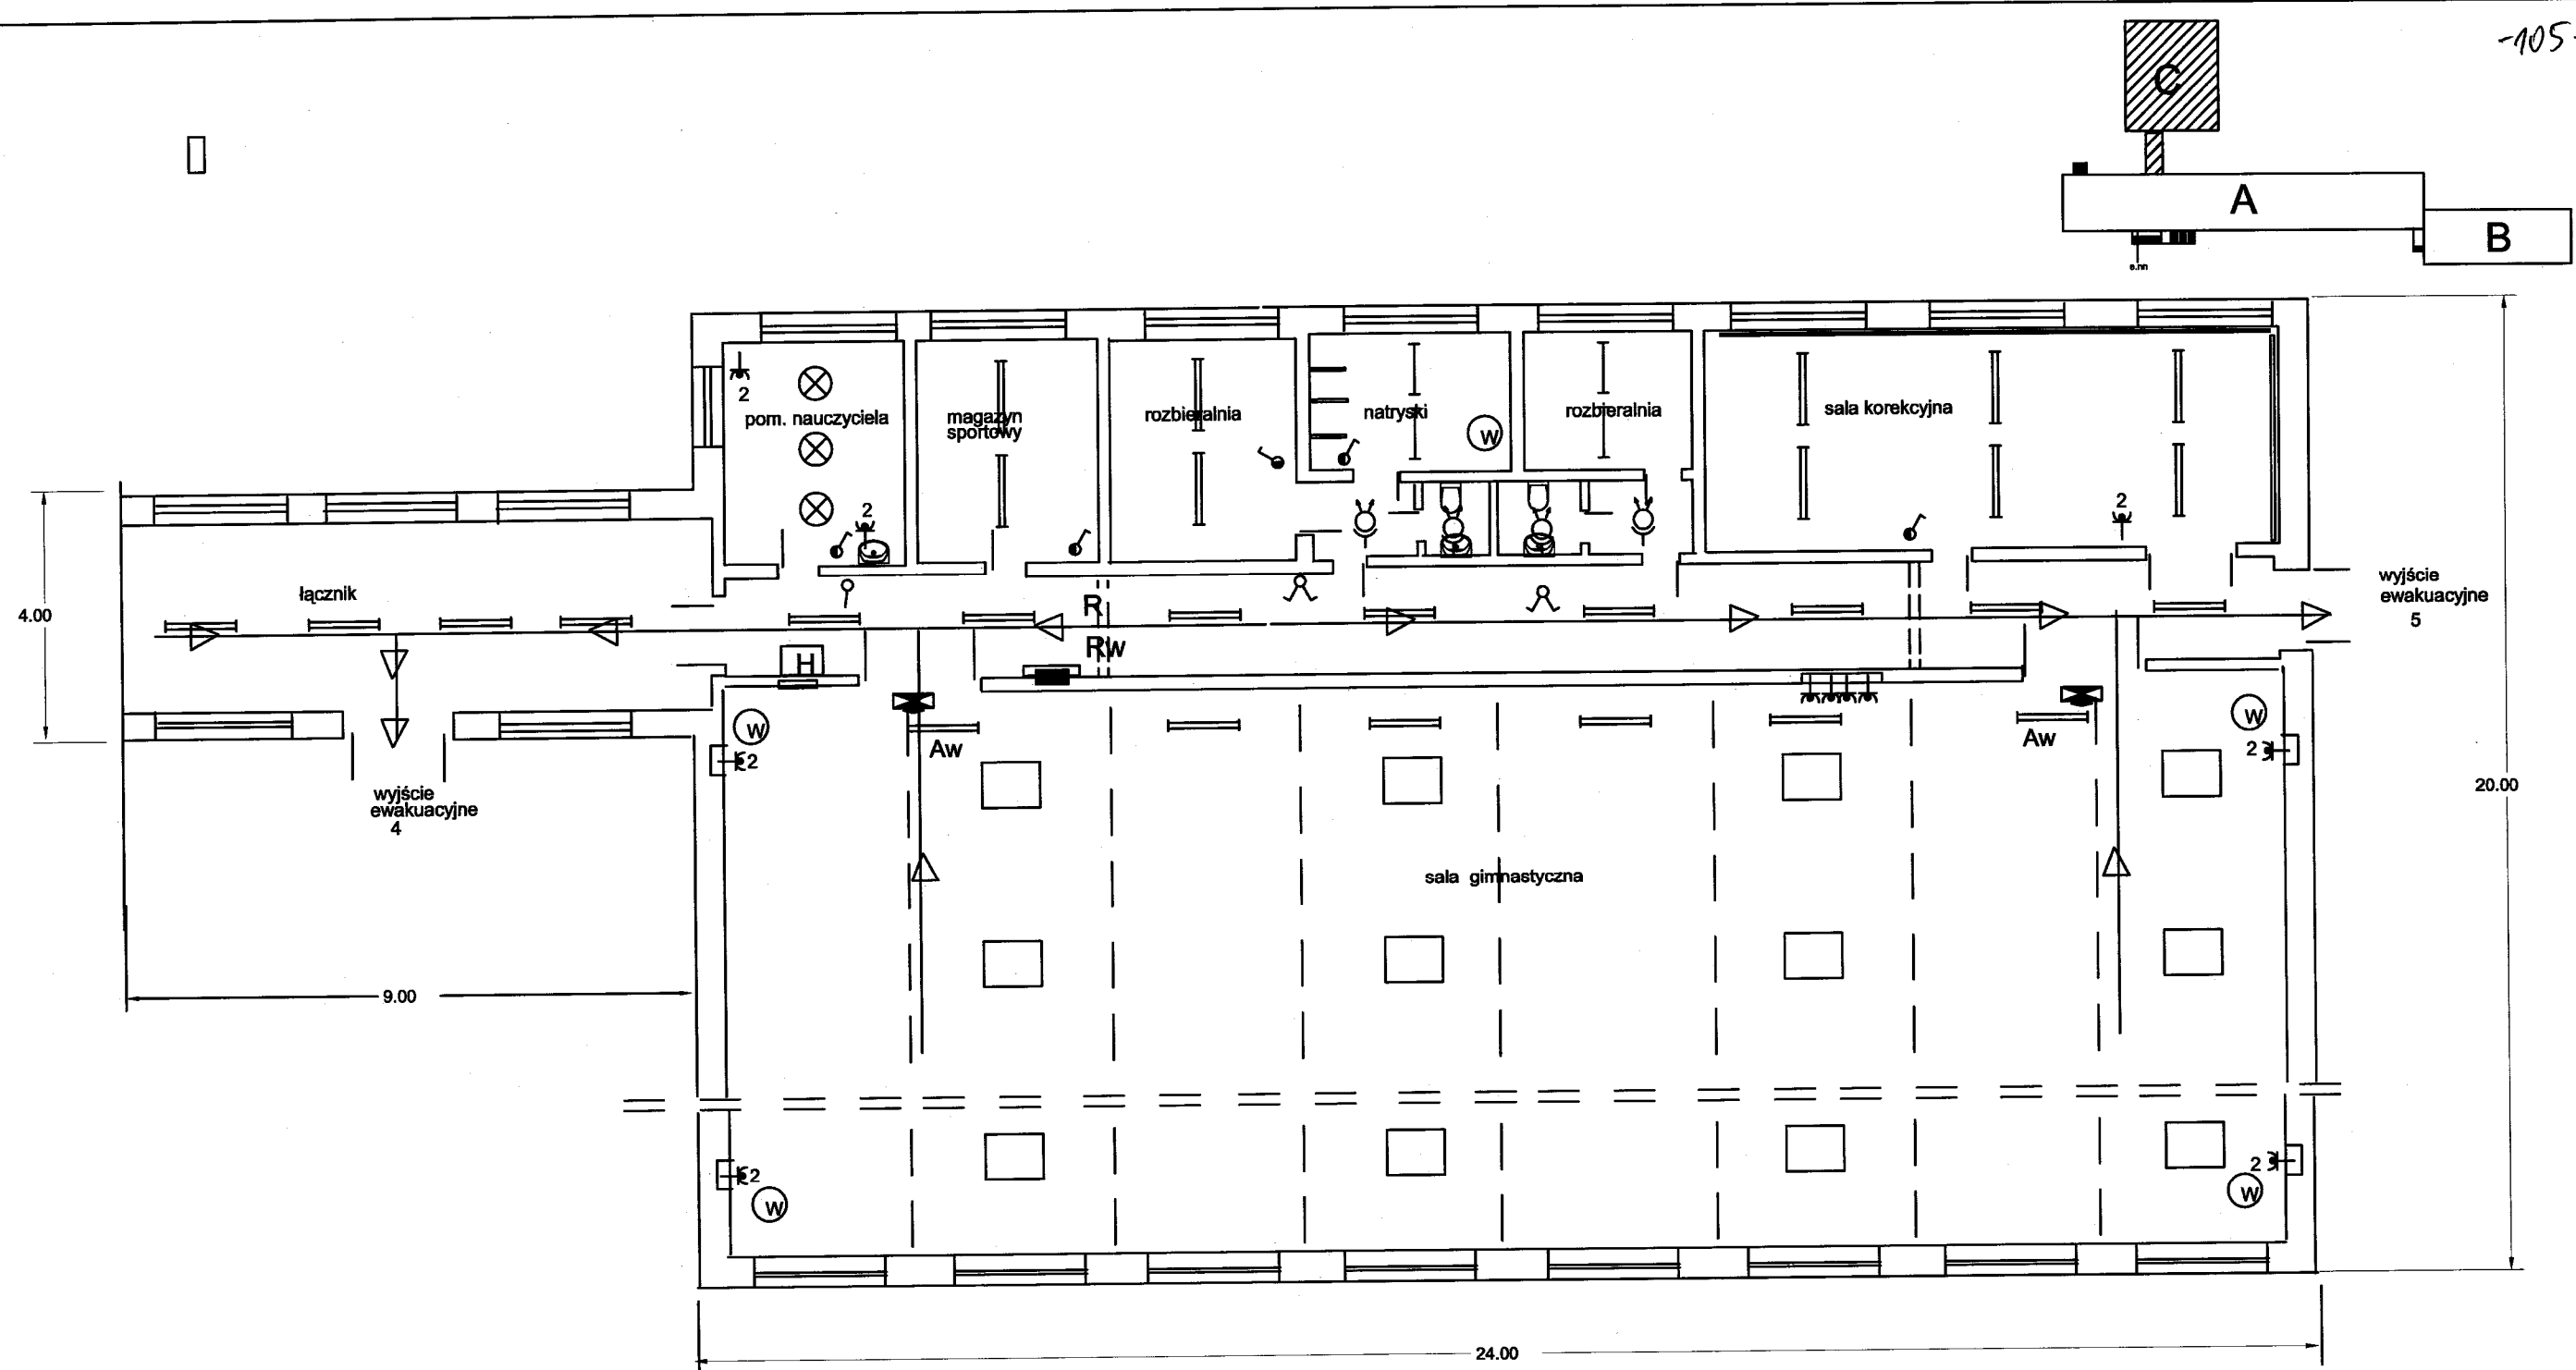 -105-
C
A
B
e.nn
2
pom. nauczyciela
magazyn
sportowy
rozbieralnia
natryski
W
rozbieralnia
sala korekcyjna
2
2
łącznik
4.00
R
Rw
H
wyjście
ewakuacyjne
5
W
2
Aw
Aw
W
2
wyjście
ewakuacyjne
4
20.00
sala gimnastyczna
9.00
2
W
2
W
24.00